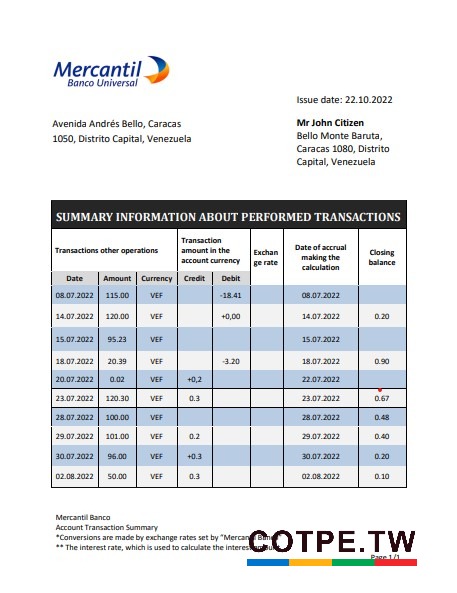 Mercantil
Banco Universal
Issue date: 22.10.2022
Avenida Andrés Bello, Caracas
1050, Distrito Capital, Venezuela
Mr John Citizen
Bello Monte Baruta,
Caracas 1080, Distrito
Capital, Venezuela
SUMMARY INFORMATION ABOUT PERFORMED TRANSACTIONS
Transactions other operations
Transaction
amount in the
account currency
Exchan
ge rate
Date of accrual
making the
calculation
Closing
balance
Date Amount Currency Credit Debit
08.07.2022 115.00 VEF -18.41 08.07.2022
14.07.2022 120.00 VEF +0,00 14.07.2022 0.20
15.07.2022 95.23 VEF 15.07.2022
18.07.2022 20.39 VEF -3.20 18.07.2022 0.90
20.07.2022 0.02 VEF +0,2 22.07.2022
23.07.2022 120.30 VEF 0.3 23.07.2022 0.67
28.07.2022 100.00 VEF 28.07.2022 0.48
29.07.2022 101.00 VEF 0.2 29.07.2022 0.40
30.07.2022 96.00 VEF +0.3 30.07.2022 0.20
02.08.2022 50.00 VEF 0.3 02.08.2022 0.10
Mercantil Banco
Account Transaction Summary
*Conversions are made by exchange rates set by "Mercantil
** The interest rate, which is used to calculate the interest
COTPE.TW
Page 1/1